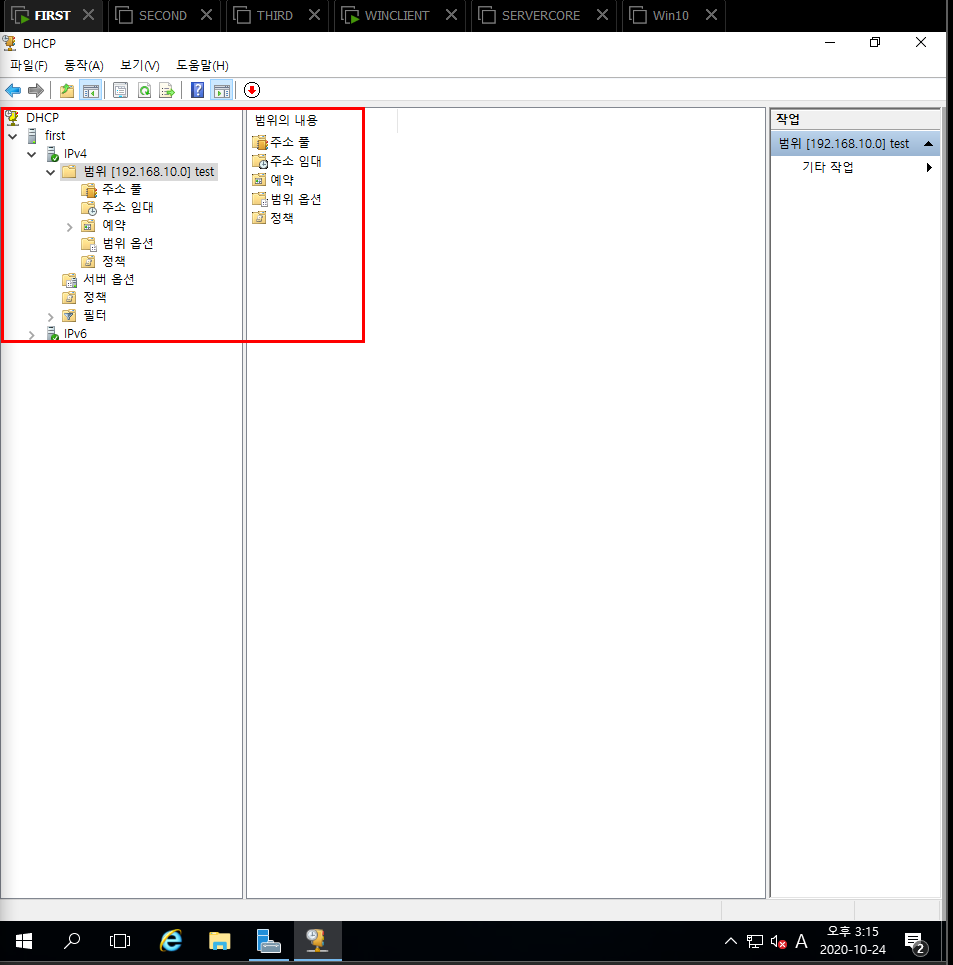 FIRST SECOND THIRD WINCLIENT SERVERCORE Win10
DHCP
파일(F) 동작(A) 보기(V) 도움말(H)
DHCP
first
IPv4
범위 [192.168.10.0] test
주소 풀
주소 임대
예약
범위 옵션
정책
서버 옵션
정책
필터
IPv6
범위의 내용
주소 풀
주소 임대
예약
범위 옵션
정책
작업
범위 [192.168.10.0] test
기타 작업
A
오후 3:15
2020-10-24
2